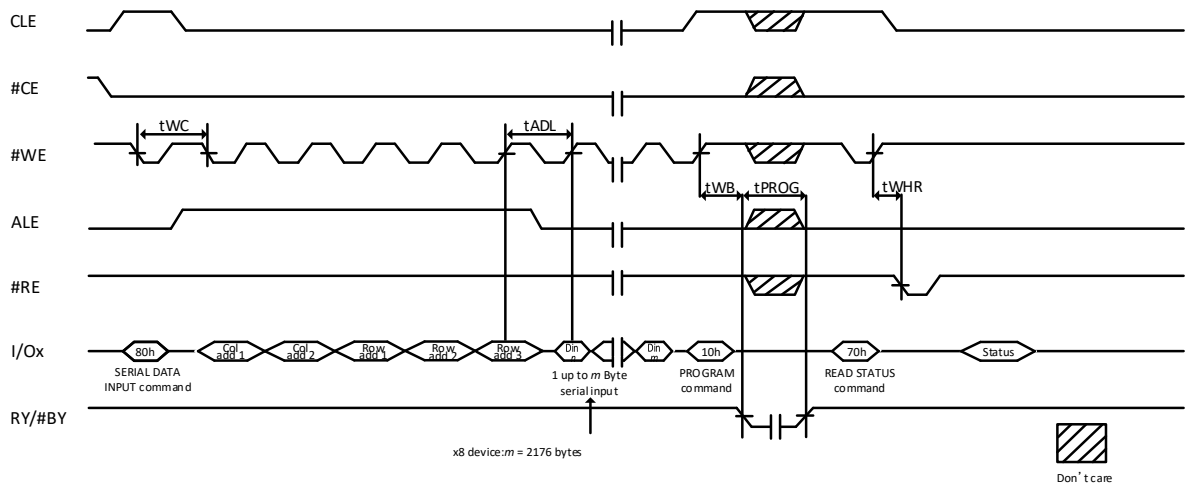 CLE
#CE
tWC
tADL
#WE
tWB
tPROG
tWHR
ALE
#RE
I/Ox
80h
Col
add 1
Col
add 2
Row
add 1
Row
add 2
Row
add 3
Din
n
Din
10h
70h
Status
SERIAL DATA
INPUT command
1 up to m Byte
serial input
PROGRAM
command
READ STATUS
command
RY/#BY
x8 device:m = 2176 bytes
Don't care